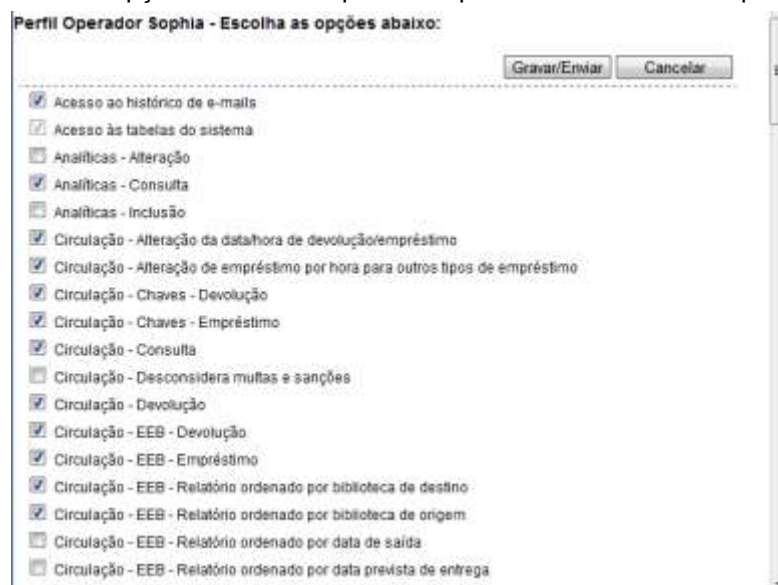 Perfil Operador Sophia - Escolha as opções abaixo:
Gravar/Enviar Cancelar
Acesso ao histórico de e-mails
Acesso às tabelas do sistema
Analíticas - Alteração
Analíticas - Consulta
Analíticas - Inclusão
Circulação - Alteração da data/hora de devolução/empréstimo
Circulação - Alteração de empréstimo por hora para outros tipos de empréstimo
Circulação - Chaves - Devolução
Circulação - Chaves - Empréstimo
Circulação - Consulta
Circulação - Desconsidera multas e sanções
Circulação - Devolução
Circulação - EEB - Devolução
Circulação - EEB - Empréstimo
Circulação - EEB - Relatório ordenado por biblioteca de destino
Circulação - EEB - Relatório ordenado por biblioteca de origem
Circulação - EEB - Relatório ordenado por data de saída
Circulação - EEB - Relatório ordenado por data prevista de entrega